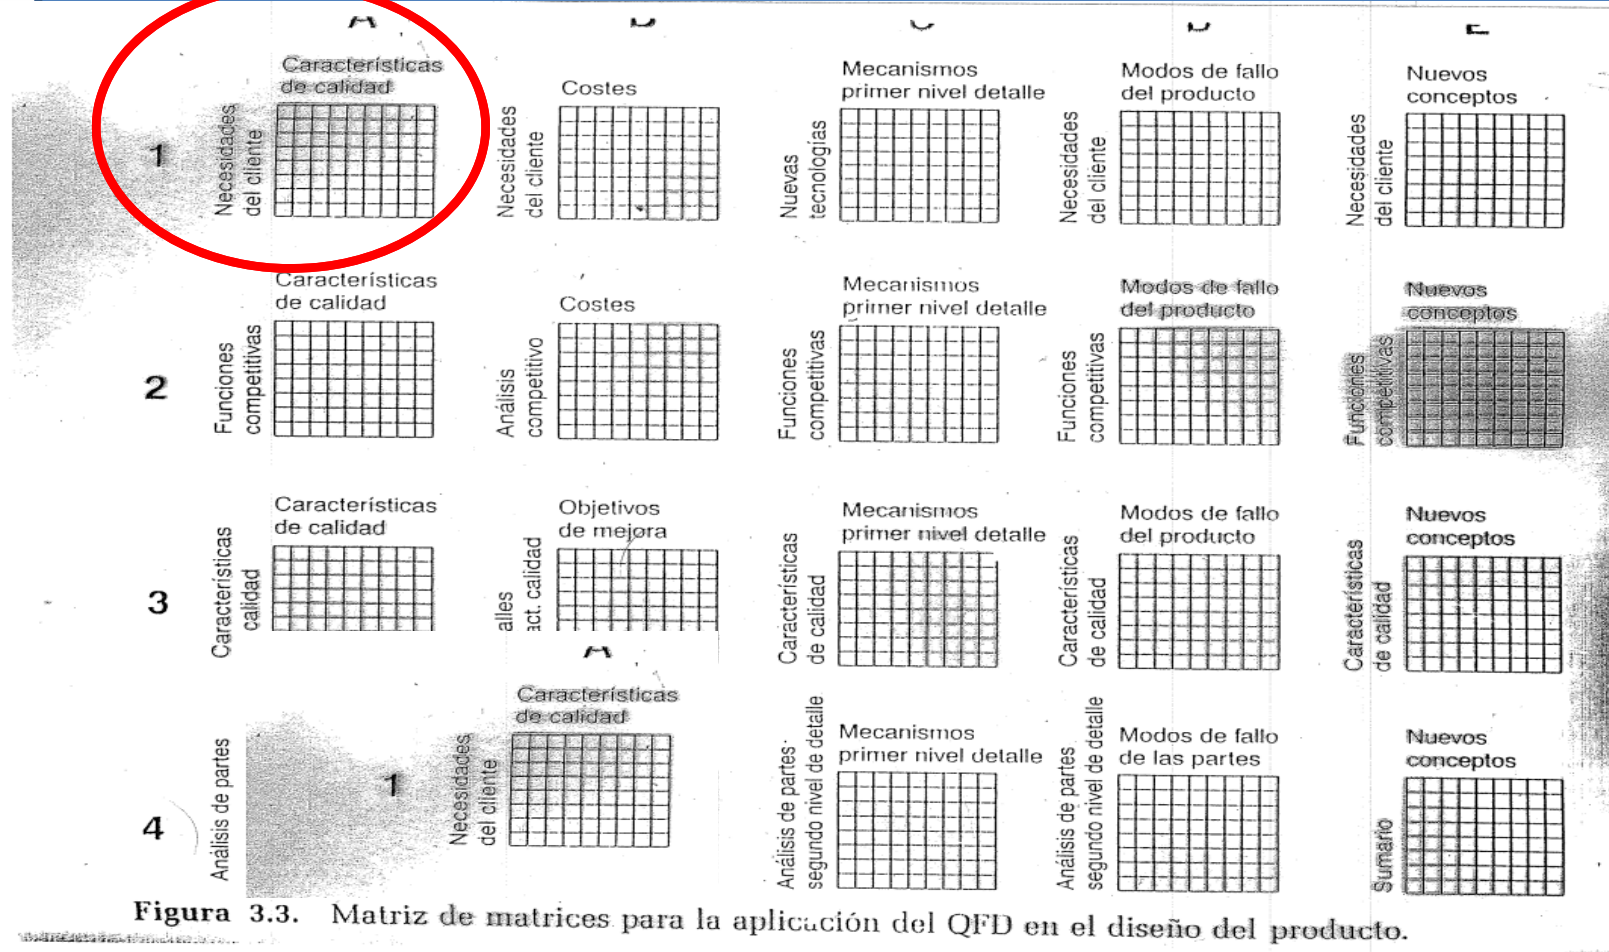 Características
de calidad
Necesidades
del cliente
1
Costes
Necesidades
del cliente
Mecanismos
primer nivel detalle
Nuevas
tecnologías
Modos de fallo
del producto
Necesidades
del cliente
Nuevos
conceptos
Necesidades
del cliente
2
Características
de calidad
Funciones
competitivas
Costes
Análisis
competitivo
Mecanismos
primer nivel detalle
Funciones
competitivas
Modos de fallo
del producto
Funciones
competitivas
Nuevos
conceptos
Funciones
competitivas
3
Características
de calidad
Características
calidad
Objetivos
de mejora
alles
act. calidad
Mecanismos
primer nivel detalle
Características
de calidad
Modos de fallo
del producto
Características
de calidad
Nuevos
conceptos
Características
de calidad
4
Análisis de partes
1
Características
de calidad
Necesidades
del cliente
Mecanismos
primer nivel detalle
Análisis de partes
segundo nivel de detalle
Modos de fallo
de las partes
Análisis de partes
segundo nivel de detalle
Nuevos
conceptos
Sumario
Figura 3.3. Matriz de matrices para la aplicación del QFD en el diseño del producto.